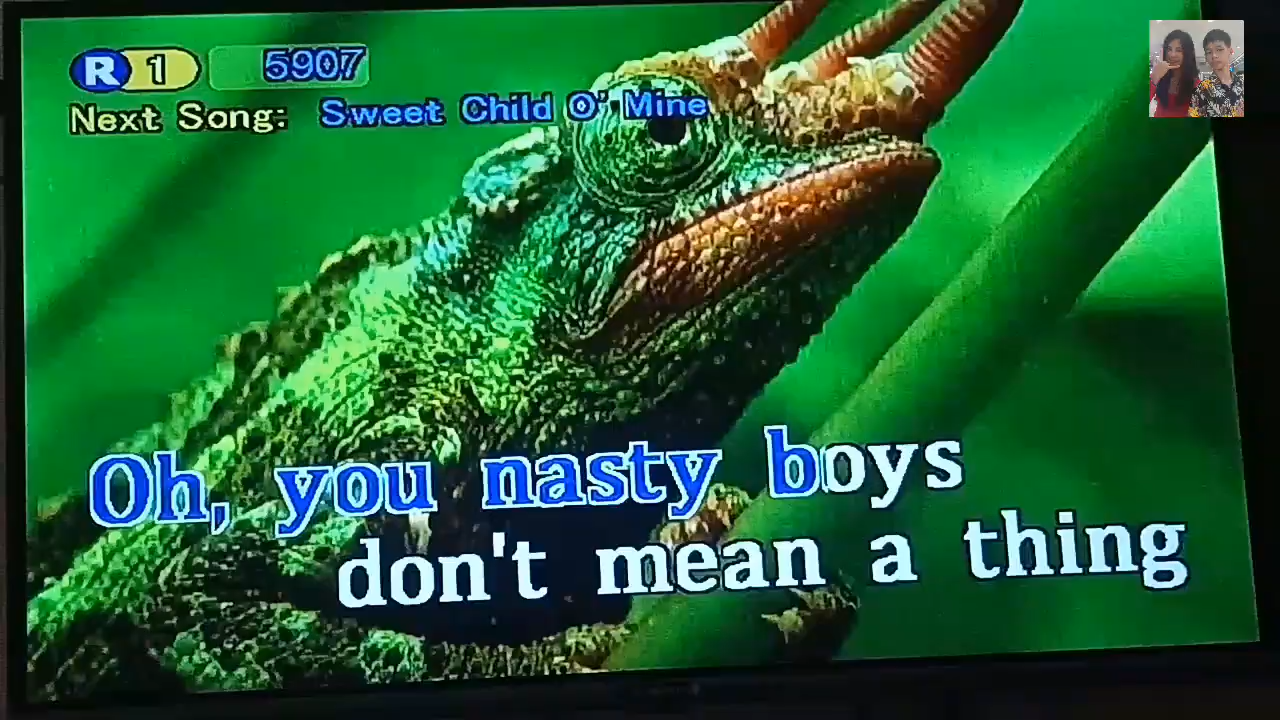 R 1 5907
Next Song: Sweet Child O' Mine
Oh, you nasty boys
don't mean a thing